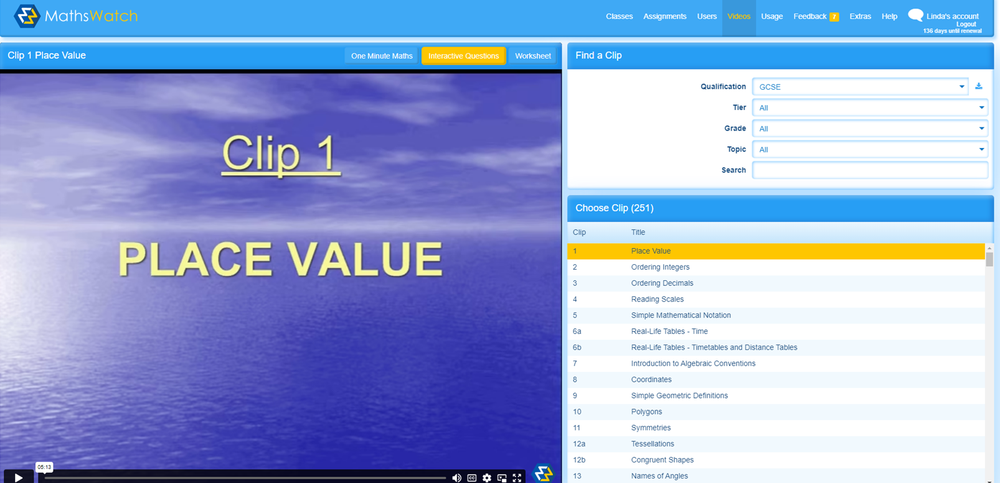 MathsWatch
Classes Assignments Users Videos Usage Feedback 7 Extras Help Linda's account
Logout
136 days until renewal
Clip 1 Place Value
One Minute Maths Interactive Questions Worksheet
Clip 1
PLACE VALUE
05:13
CC
Find a Clip
Qualification GCSE
Tier All
Grade All
Topic All
Search
Choose Clip (251)
Clip Title
1 Place Value
2 Ordering Integers
3 Ordering Decimals
4 Reading Scales
5 Simple Mathematical Notation
6a Real-Life Tables - Time
6b Real-Life Tables - Timetables and Distance Tables
7 Introduction to Algebraic Conventions
8 Coordinates
9 Simple Geometric Definitions
10 Polygons
11 Symmetries
12a Tessellations
12b Congruent Shapes
13 Names of Angles